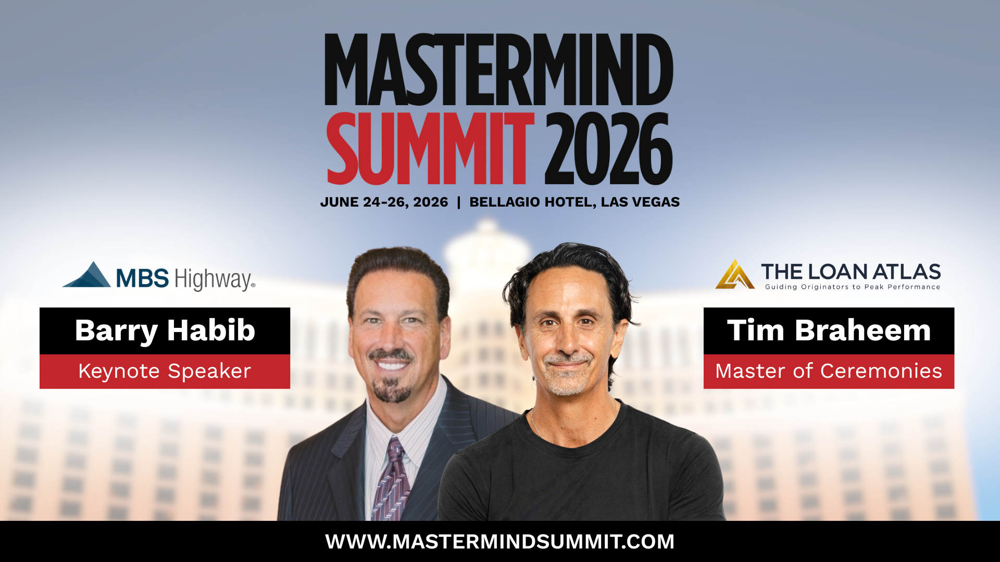 MASTERMIND
SUMMIT 2026
JUNE 24-26, 2026 | BELLAGIO HOTEL, LAS VEGAS
MBS Highway®
Barry Habib
Keynote Speaker
THE LOAN ATLAS
Guiding Originators to Peak Performance
Tim Braheem
Master of Ceremonies
WWW.MASTERMINDSUMMIT.COM